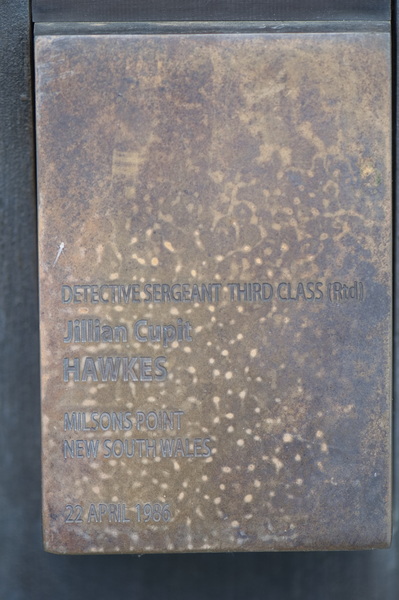 DETECTIVE SERGEANT THIRD CLASS (Rtd)
Jillian Cupit
HAWKES
MILSONS POINT
NEW SOUTH WALES
22 APRIL 1986